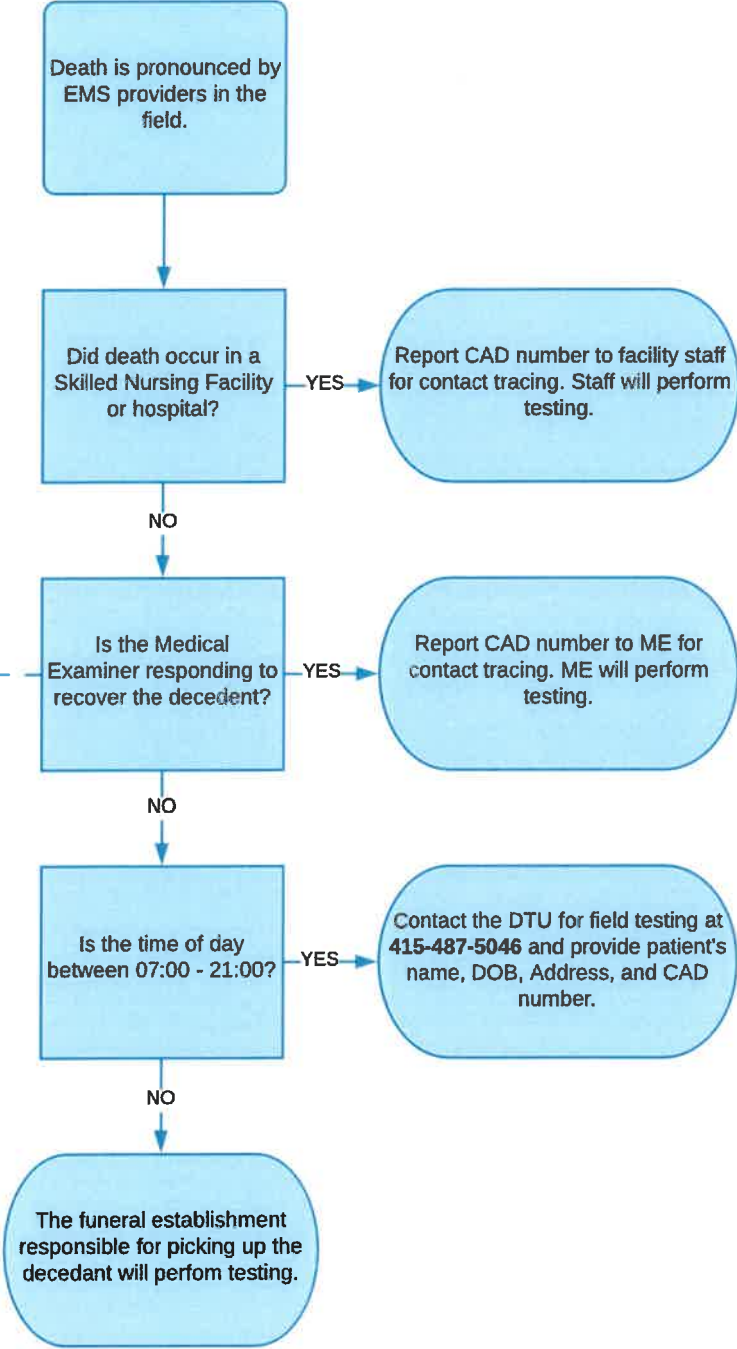 Death is pronounced by
EMS providers in the
field.
Did death occur in a
Skilled Nursing Facility
or hospital?
YES
Report CAD number to facility staff
for contact tracing. Staff will perform
testing.
NO
Is the Medical
Examiner responding to
recover the decedent?
YES
Report CAD number to ME for
contact tracing. ME will perform
testing.
NO
Is the time of day
between 07:00 - 21:00?
YES
Contact the DTU for field testing at
415-487-5046 and provide patient's
name, DOB, Address, and CAD
number.
NO
The funeral establishment
responsible for picking up the
decedant will perfom testing.